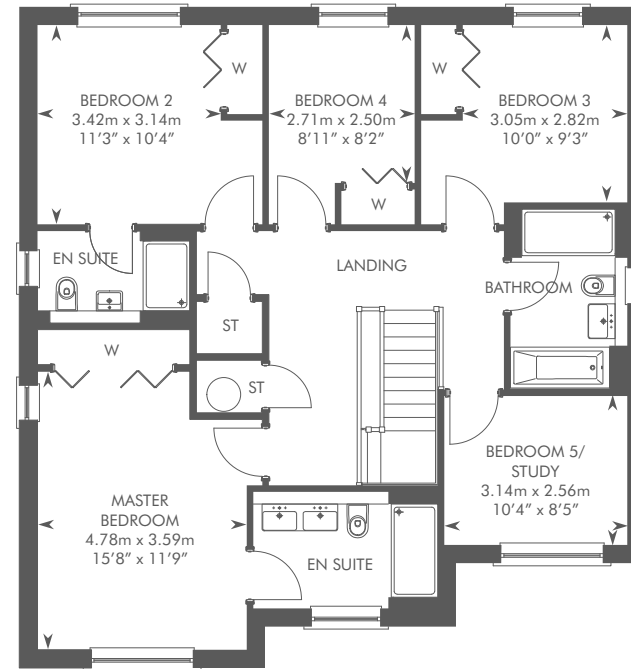 BEDROOM 2
3.42m x 3.14m
11’3” x 10’4”
W
BEDROOM 4
2.71m x 2.50m
8’11” x 8’2”
W
W
BEDROOM 3
3.05m x 2.82m
10’0” x 9’3”
EN SUITE
LANDING
BATHROOM
ST
W
ST
MASTER
BEDROOM
4.78m x 3.59m
15’8” x 11’9”
EN SUITE
BEDROOM 5/
STUDY
3.14m x 2.56m
10’4” x 8’5”